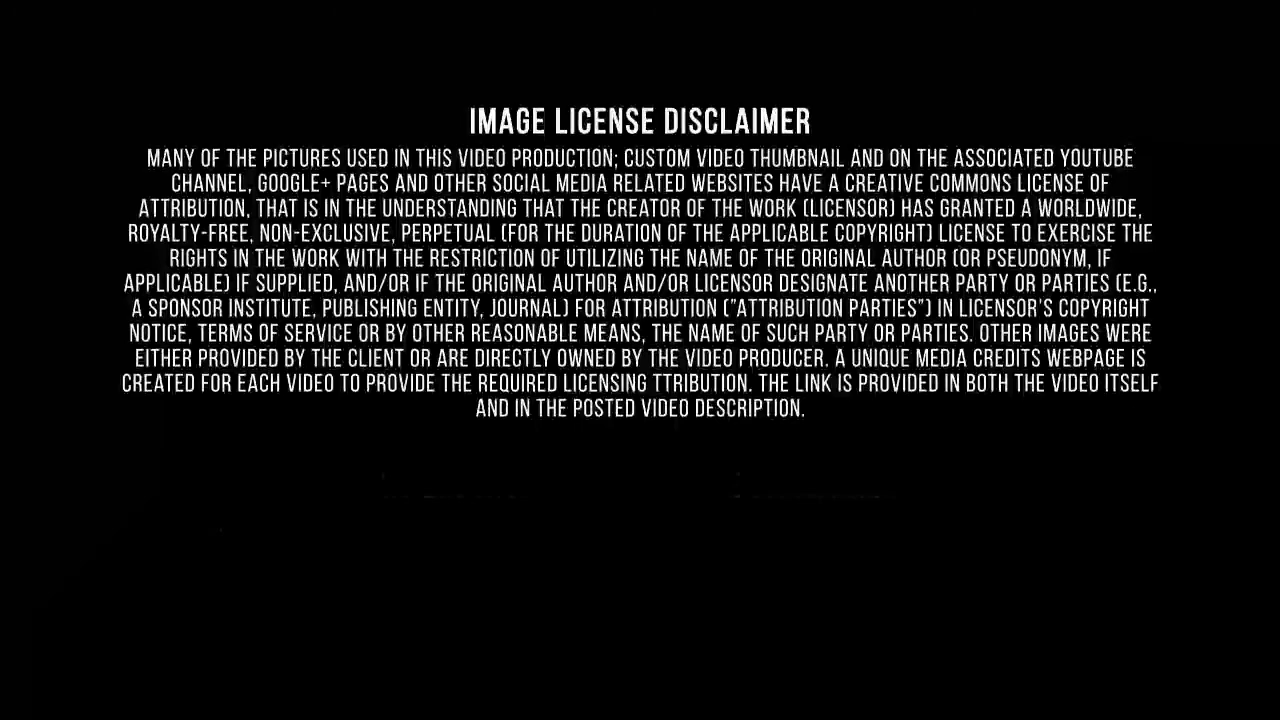 IMAGE LICENSE DISCLAIMER
MANY OF THE PICTURES USED IN THIS VIDEO PRODUCTION; CUSTOM VIDEO THUMBNAIL AND ON THE ASSOCIATED YOUTUBE
CHANNEL, GOOGLE+ PAGES AND OTHER SOCIAL MEDIA RELATED WEBSITES HAVE A CREATIVE COMMONS LICENSE OF
ATTRIBUTION, THAT IS IN THE UNDERSTANDING THAT THE CREATOR OF THE WORK (LICENSOR) HAS GRANTED A WORLDWIDE,
ROYALTY-FREE, NON-EXCLUSIVE, PERPETUAL (FOR THE DURATION OF THE APPLICABLE COPYRIGHT) LICENSE TO EXERCISE THE
RIGHTS IN THE WORK WITH THE RESTRICTION OF UTILIZING THE NAME OF THE ORIGINAL AUTHOR (OR PSEUDONYM, IF
APPLICABLE) IF SUPPLIED, AND/OR IF THE ORIGINAL AUTHOR AND/OR LICENSOR DESIGNATE ANOTHER PARTY OR PARTIES (E.G.,
A SPONSOR INSTITUTE, PUBLISHING ENTITY, JOURNAL) FOR ATTRIBUTION ("ATTRIBUTION PARTIES") IN LICENSOR'S COPYRIGHT
NOTICE, TERMS OF SERVICE OR BY OTHER REASONABLE MEANS, THE NAME OF SUCH PARTY OR PARTIES. OTHER IMAGES WERE
EITHER PROVIDED BY THE CLIENT OR ARE DIRECTLY OWNED BY THE VIDEO PRODUCER. A UNIQUE MEDIA CREDITS WEBPAGE IS
CREATED FOR EACH VIDEO TO PROVIDE THE REQUIRED LICENSING TTRIBUTION. THE LINK IS PROVIDED IN BOTH THE VIDEO ITSELF
AND IN THE POSTED VIDEO DESCRIPTION.